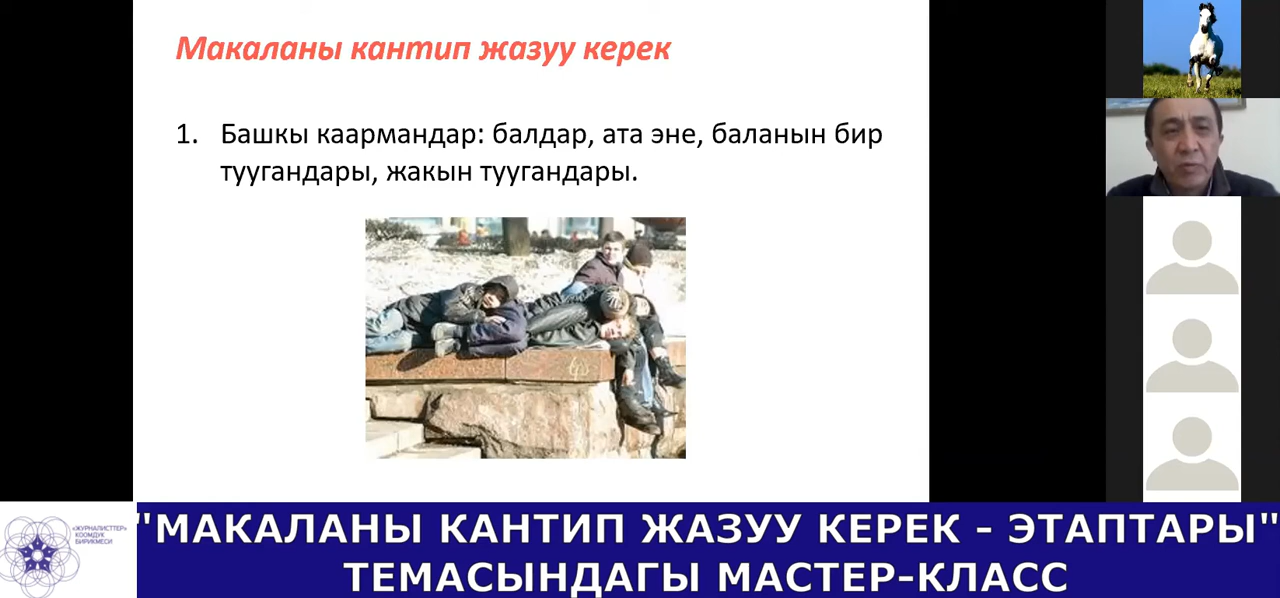 Макаланы кантип жазуу керек
1. Башкы каармандар: балдар, ата эне, баланын бир
туугандары, жакын туугандары.
«ЖУРНАЛИСТТЕР»
КООМДУК
БИРИКМЕСИ
"МАКАЛАНЫ КАНТИП ЖАЗУУ КЕРЕК - ЭТАПТАРЫ"
ТЕМАСЫНДАГЫ МАСТЕР-КЛАСС